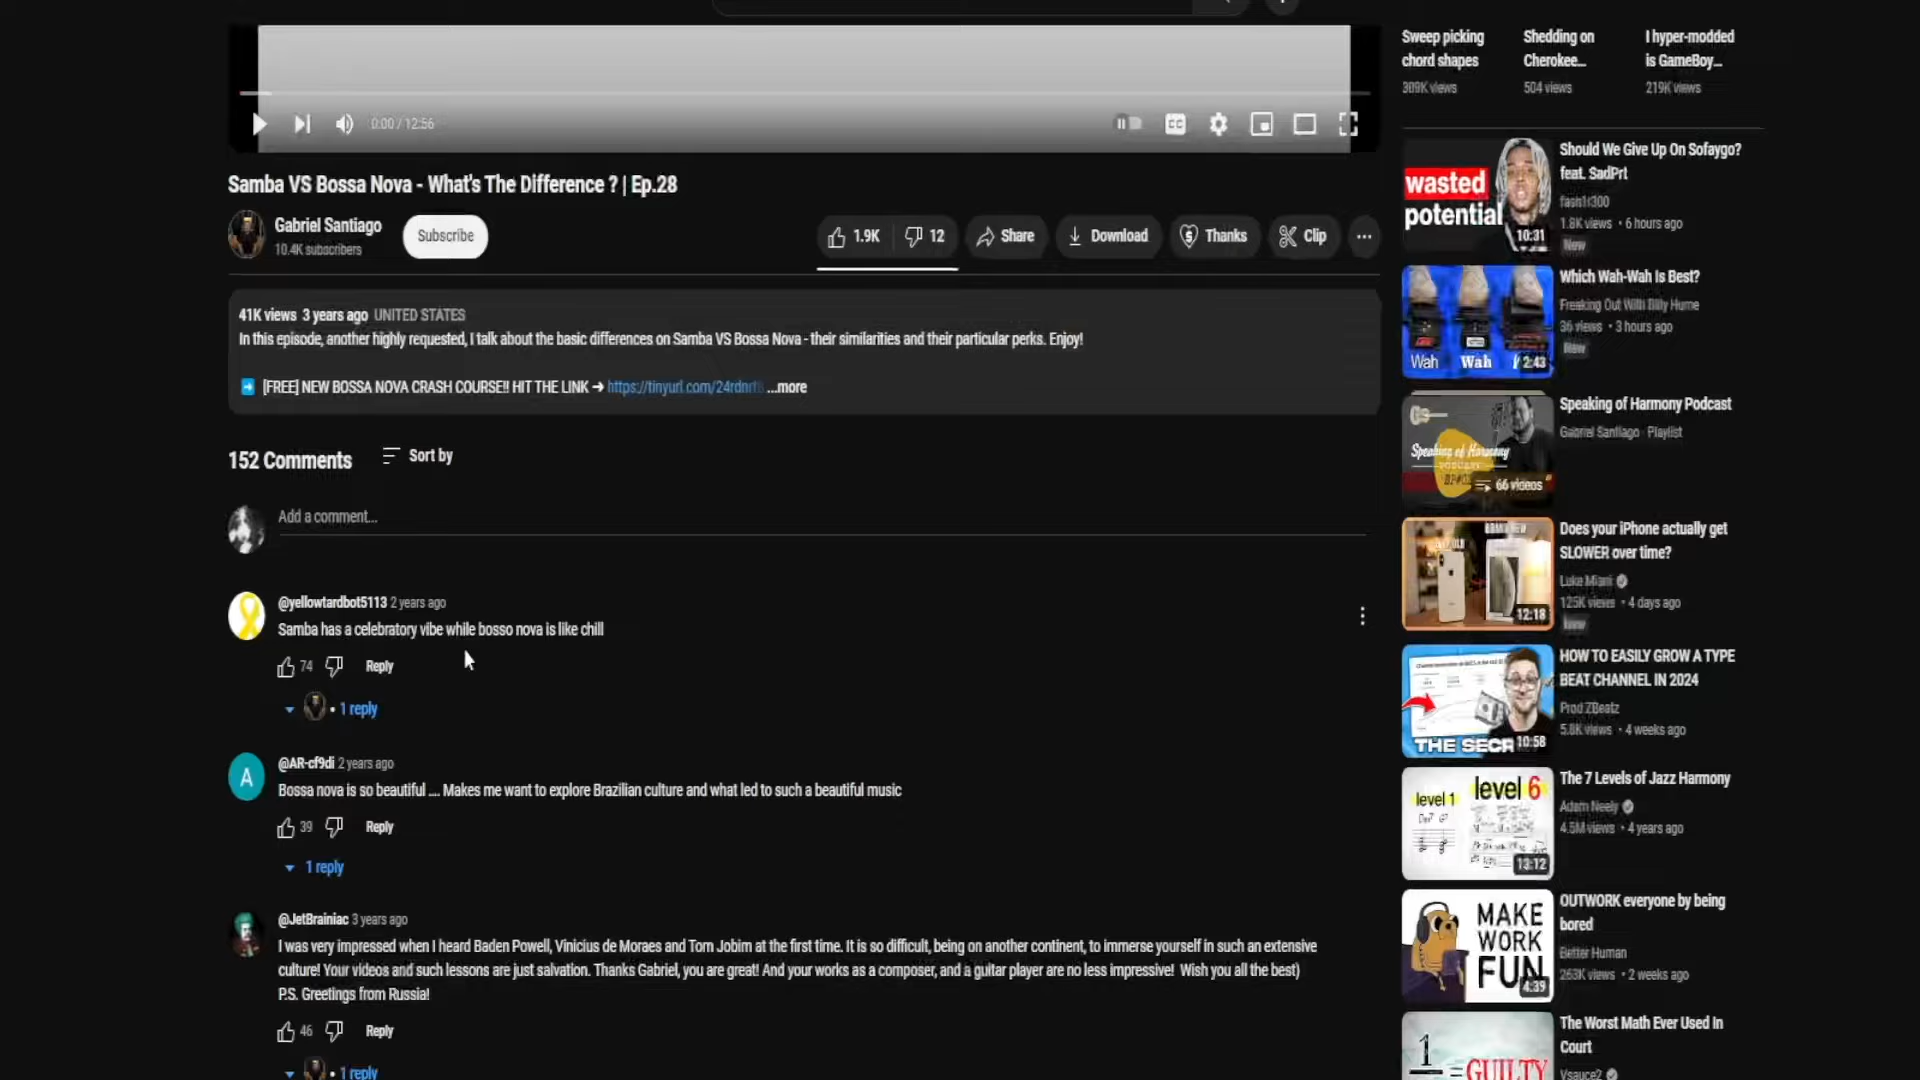 Sweep picking
chord shapes
309K views
Shedding on
Cherokee...
504 views
I hyper-modded
is GameBoy...
219K views
0:00 / 12:56
CC
Samba VS Bossa Nova - What's The Difference ? | Ep.28
Gabriel Santiago
10.4K subscribers
Subscribe
1.9K
12
Share
Download
Thanks
Clip
41K views 3 years ago UNITED STATES
In this episode, another highly requested, I talk about the basic differences on Samba VS Bossa Nova - their similarities and their particular perks. Enjoy!
[FREE] NEW BOSSA NOVA CRASH COURSE!! HIT THE LINK → ...more
152 Comments
Sort by
Add a comment...
@yellowtardbot5113 2 years ago
Samba has a celebratory vibe while bosso nova is like chill
74
Reply
1 reply
@AR-cf9di 2 years ago
A
Bossa nova is so beautiful .... Makes me want to explore Brazilian culture and what led to such a beautiful music
39
Reply
1 reply
@JetBrainiac 3 years ago
I was very impressed when I heard Baden Powell, Vinicius de Moraes and Tom Jobim at the first time. It is so difficult, being on another continent, to immerse yourself in such an extensive
culture! Your videos and such lessons are just salvation. Thanks Gabriel, you are great! And your works as a composer, and a guitar player are no less impressive! Wish you all the best)
P.S. Greetings from Russia!
46
Reply
1 reply
wasted
potential
10:31
Should We Give Up On Sofaygo?
feat. SadPrt
1.8K views • 6 hours ago
New
Wah Wah
2:43
Which Wah-Wah Is Best?
Freaking Out With Billy Hume
36 views • 3 hours ago
New
Speaking of Harmony
PODCAST
66 videos
Speaking of Harmony Podcast
Gabriel Santiago · Playlist
12:18
Does your iPhone actually get
SLOWER over time?
Luke Miani
125K views • 4 days ago
New
THE SECR
10:58
HOW TO EASILY GROW A TYPE
BEAT CHANNEL IN 2024
Prod ZBeatz
5.8K views • 4 weeks ago
level 1
level 6
13:12
The 7 Levels of Jazz Harmony
Adam Neely
4.5M views • 4 years ago
MAKE
WORK
FUN
4:39
OUTWORK everyone by being
bored
Better Human
263K views • 2 weeks ago
1
= GUILTY
The Worst Math Ever Used In
Court
Vsauce2